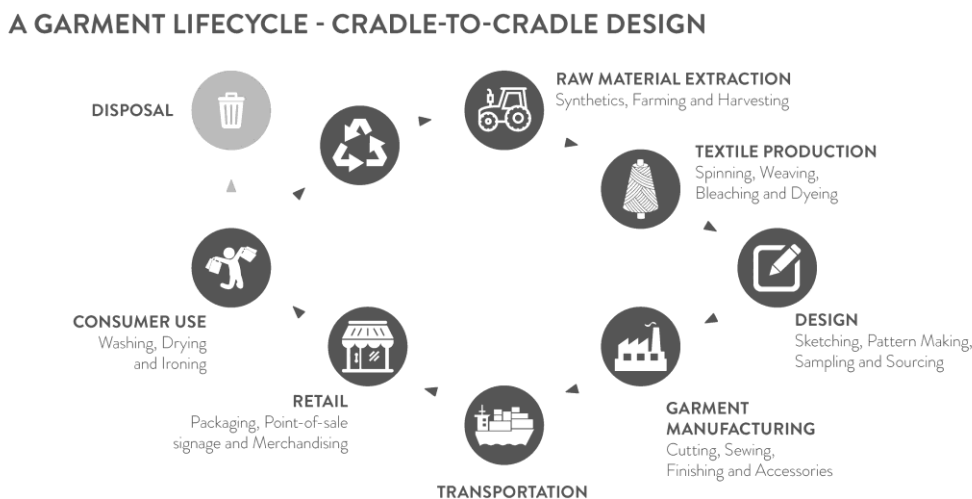 A GARMENT LIFECYCLE - CRADLE-TO-CRADLE DESIGN
DISPOSAL
RAW MATERIAL EXTRACTION
Synthetics, Farming and Harvesting
TEXTILE PRODUCTION
Spinning, Weaving,
Bleaching and Dyeing
DESIGN
Sketching, Pattern Making,
Sampling and Sourcing
GARMENT
MANUFACTURING
Cutting, Sewing,
Finishing and Accessories
TRANSPORTATION
RETAIL
Packaging, Point-of-sale
signage and Merchandising
CONSUMER USE
Washing, Drying
and Ironing